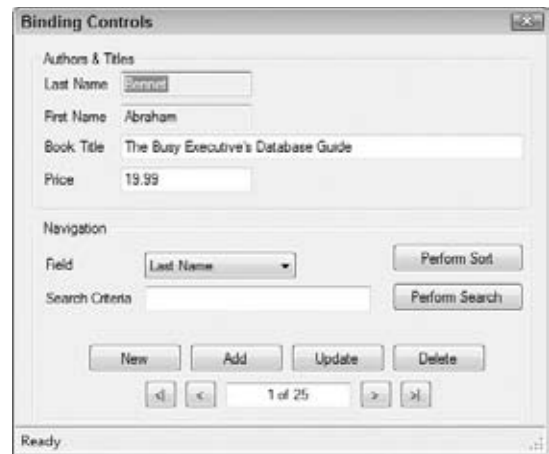 Binding Controls
Authors & Titles
Last Name Bennet
First Name Abraham
Book Title The Busy Executive's Database Guide
Price 19.99
Navigation
Field Last Name Perform Sort
Search Criteria Perform Search
New Add Update Delete
<| < 1 of 25 > >|
Ready